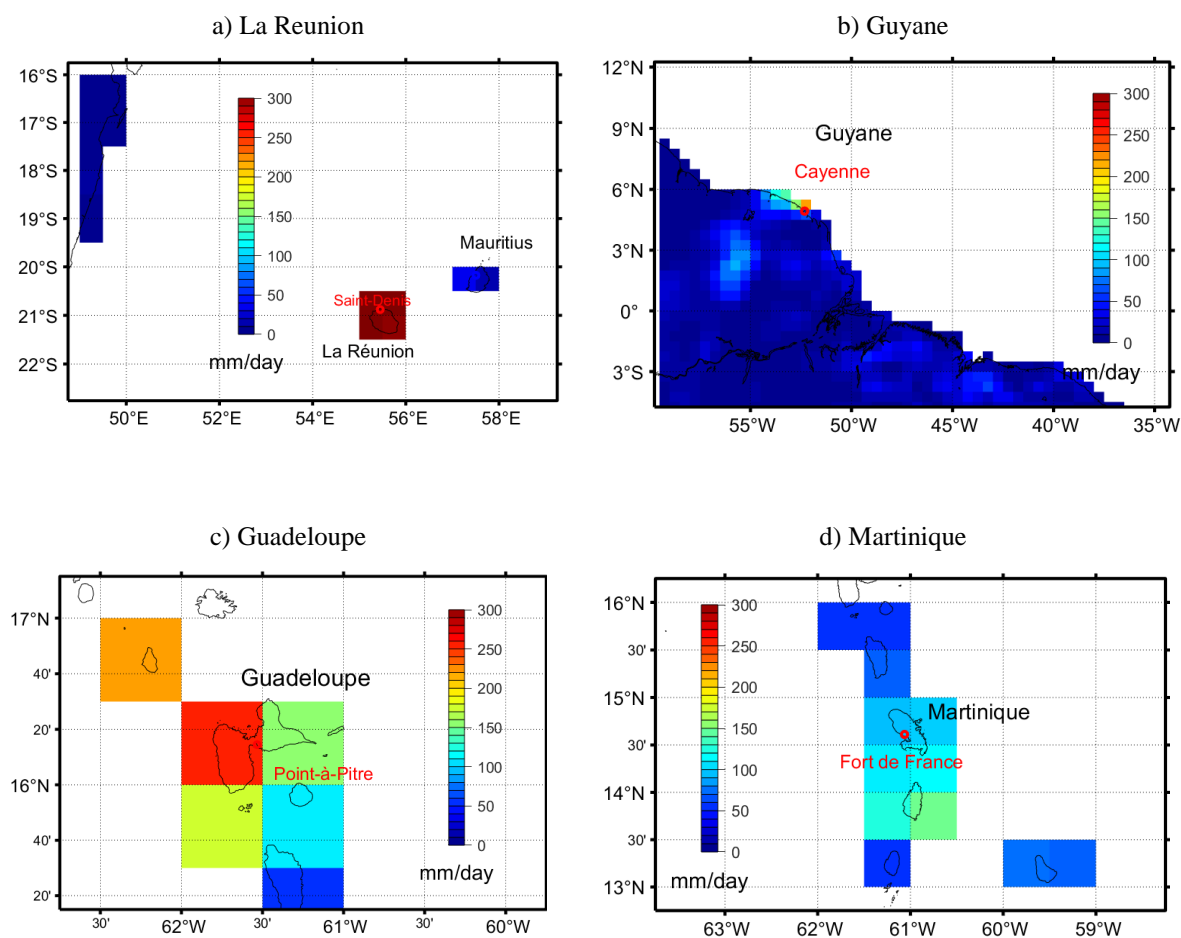 a) La Reunion
b) Guyane
16°S
17°S
18°S
19°S
20°S
21°S
22°S
50°E
52°E
54°E
56°E
58°E
300
250
200
150
100
50
0
mm/day
Mauritius
Saint-Denis
La Réunion
12°N
9°N
6°N
3°N
0°
3°S
55°W
50°W
45°W
40°W
35°W
Guyane
Cayenne
300
250
200
150
100
50
0
mm/day
c) Guadeloupe
d) Martinique
17°N
40'
20'
16°N
40'
20'
30'
62°W
30'
61°W
30'
60°W
Guadeloupe
Point-à-Pitre
300
250
200
150
100
50
0
mm/day
16°N
30'
15°N
30'
14°N
30'
13°N
63°W
62°W
61°W
60°W
59°W
300
250
200
150
100
50
0
mm/day
Martinique
Fort de France